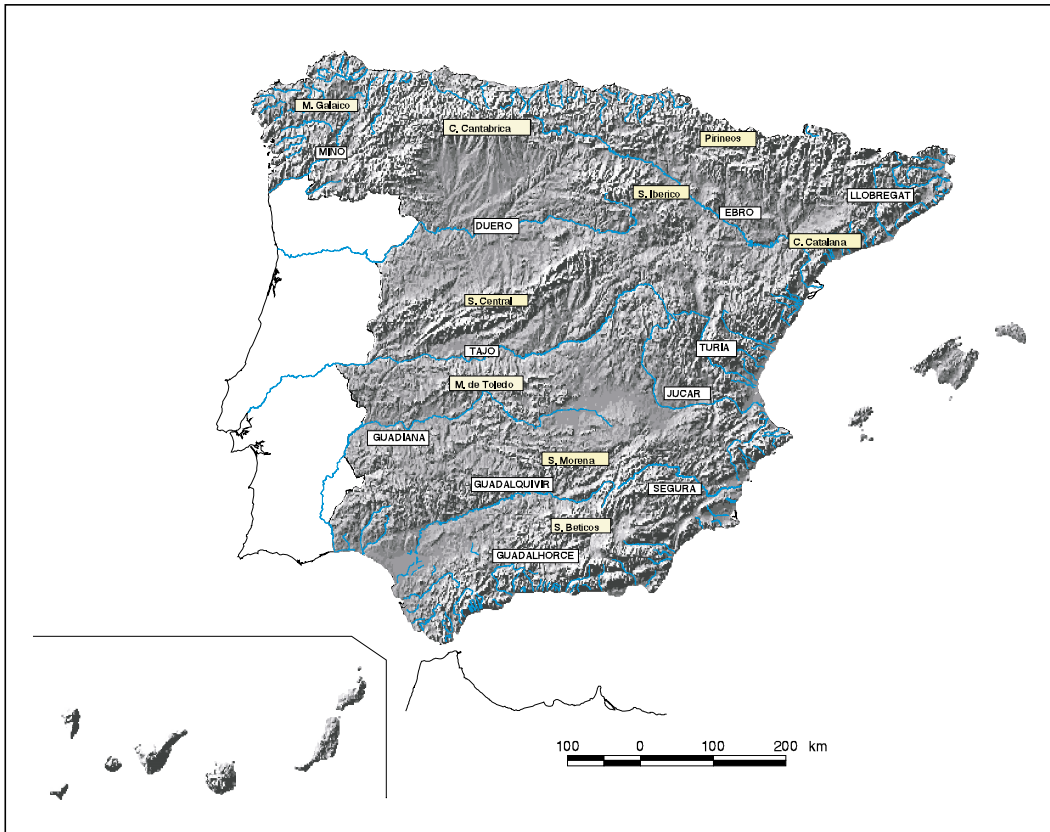 M. Galaico
C. Cantabrica
Pirineos
MINO
S. Iberico
LLOBREGAT
EBRO
DUERO
C. Catalana
S. Central
TURIA
TAJO
M. de Toledo
JUCAR
GUADIANA
S. Morena
GUADALQUIVIR
SEGURA
S. Beticos
GUADALHORCE
100 0 100 200 km